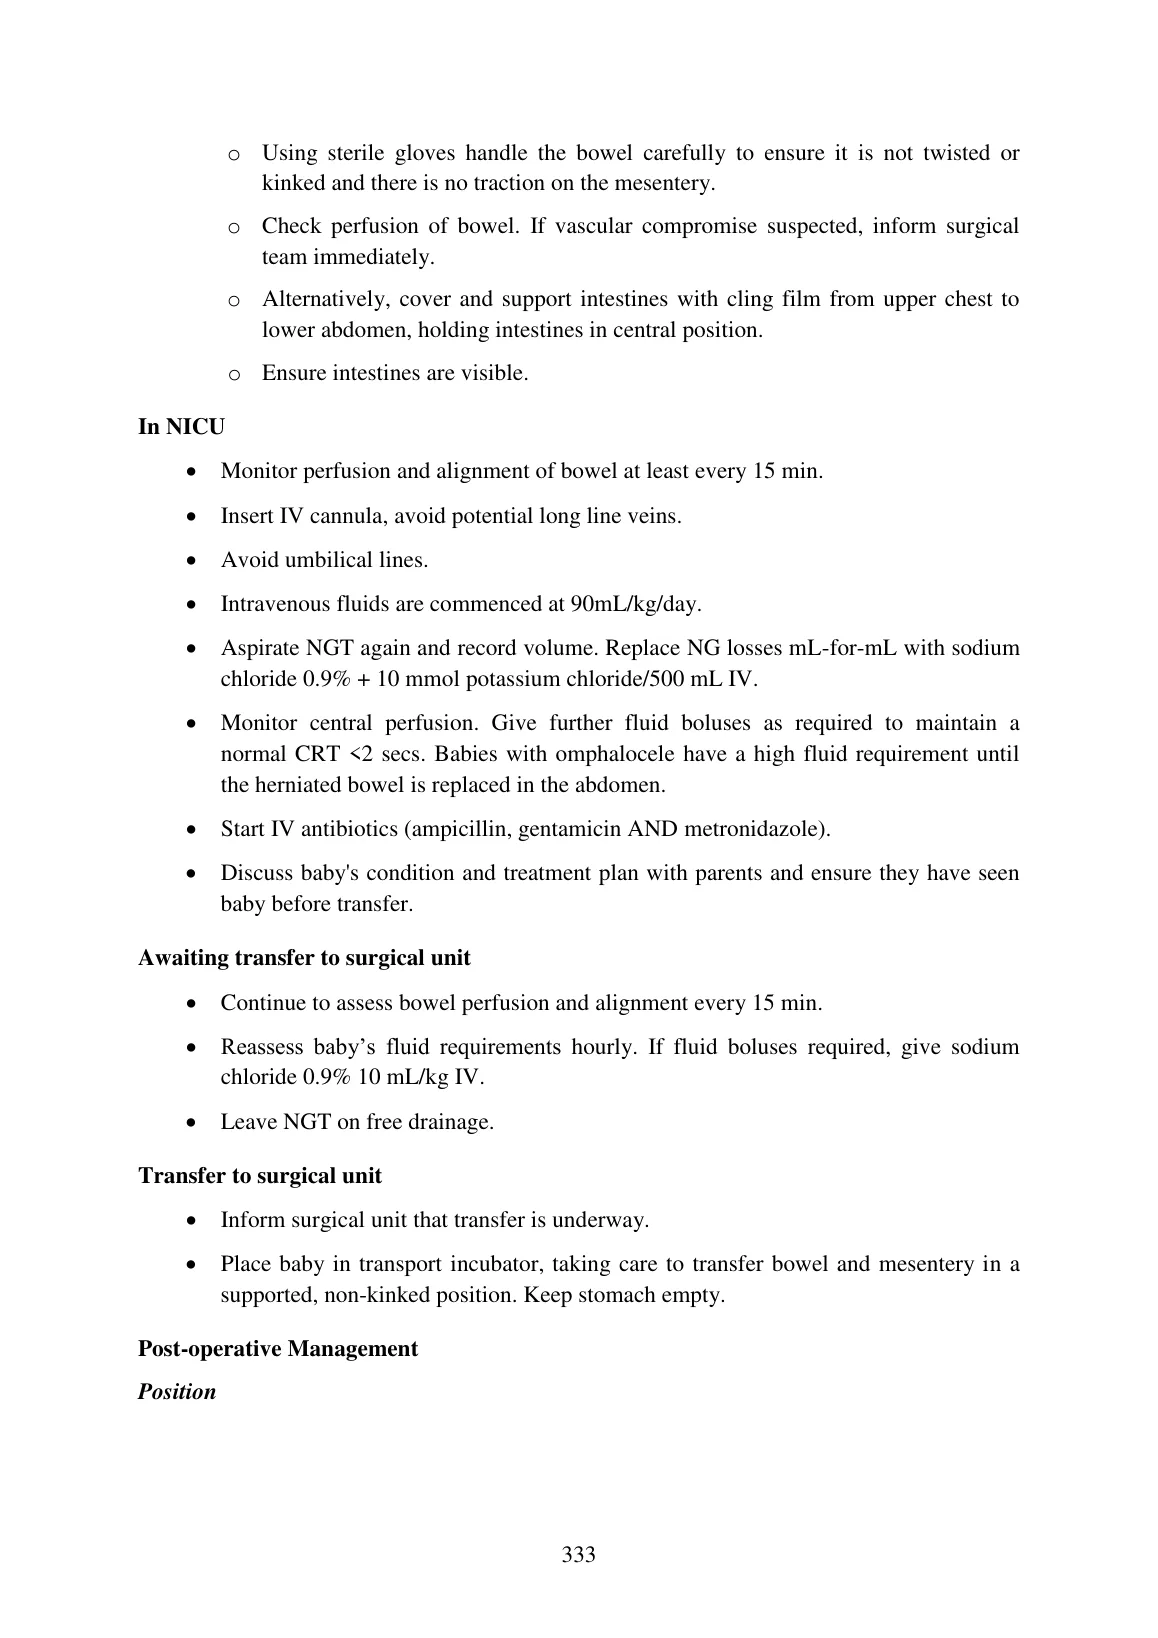 o Using sterile gloves handle the bowel carefully to ensure it is not twisted or
kinked and there is no traction on the mesentery.
o Check perfusion of bowel. If vascular compromise suspected, inform surgical
team immediately.
o Alternatively, cover and support intestines with cling film from upper chest to
lower abdomen, holding intestines in central position.
o Ensure intestines are visible.
In NICU
• Monitor perfusion and alignment of bowel at least every 15 min.
• Insert IV cannula, avoid potential long line veins.
• Avoid umbilical lines.
• Intravenous fluids are commenced at 90mL/kg/day.
• Aspirate NGT again and record volume. Replace NG losses mL-for-mL with sodium
chloride 0.9% + 10 mmol potassium chloride/500 mL IV.
• Monitor central perfusion. Give further fluid boluses as required to maintain a
normal CRT <2 secs. Babies with omphalocele have a high fluid requirement until
the herniated bowel is replaced in the abdomen.
• Start IV antibiotics (ampicillin, gentamicin AND metronidazole).
• Discuss baby's condition and treatment plan with parents and ensure they have seen
baby before transfer.
Awaiting transfer to surgical unit
• Continue to assess bowel perfusion and alignment every 15 min.
• Reassess baby’s fluid requirements hourly. If fluid boluses required, give sodium
chloride 0.9% 10 mL/kg IV.
• Leave NGT on free drainage.
Transfer to surgical unit
• Inform surgical unit that transfer is underway.
• Place baby in transport incubator, taking care to transfer bowel and mesentery in a
supported, non-kinked position. Keep stomach empty.
Post-operative Management
Position
333